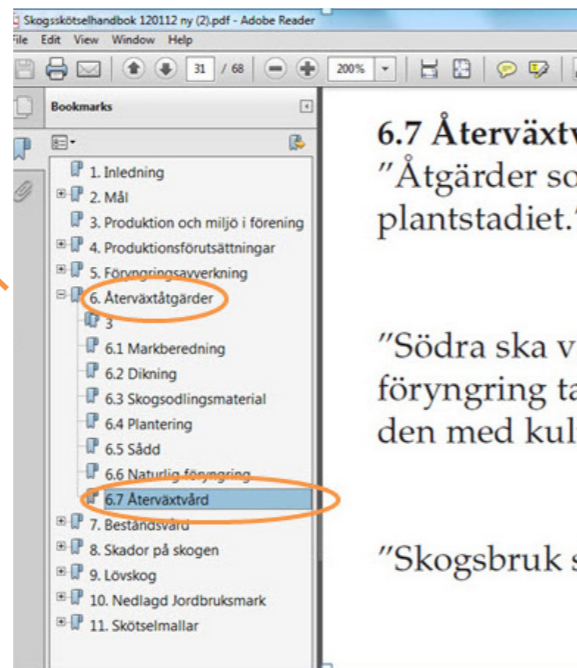 Skogsskötselhandbok 120112 ny (2).pdf - Adobe Reader
File Edit View Window Help
31 / 68 200%
Bookmarks
1. Inledning
2. Mål
3. Produktion och miljö i förening
4. Produktionsförutsättningar
5. Föryngringsavverkning
6. Återväxtåtgärder
3
6.1 Markberedning
6.2 Dikning
6.3 Skogsodlingsmaterial
6.4 Plantering
6.5 Sådd
6.6 Naturlig föryngring
6.7 Återväxtvård
7. Beståndsvård
8. Skador på skogen
9. Lövskog
10. Nedlagd Jordbruksmark
11. Skötselmallar
6.7 Återväxtv
"Åtgärder so
plantstadiet."
"Södra ska v
föryngring ta
den med kul
"Skogsbruk s